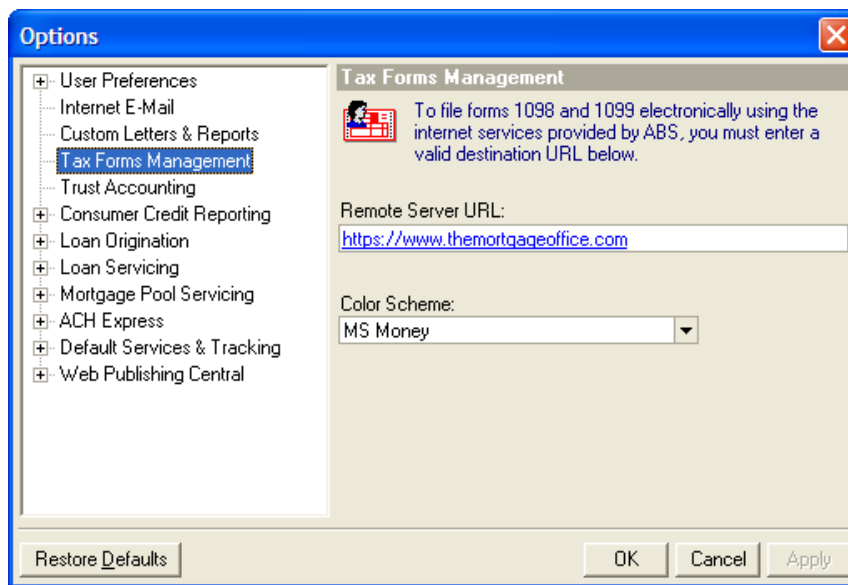 Options
User Preferences
Internet E-Mail
Custom Letters & Reports
Tax Forms Management
Trust Accounting
Consumer Credit Reporting
Loan Origination
Loan Servicing
Mortgage Pool Servicing
ACH Express
Default Services & Tracking
Web Publishing Central
Tax Forms Management
To file forms 1098 and 1099 electronically using the
internet services provided by ABS, you must enter a
valid destination URL below.
Remote Server URL:
https://www.themortgageoffice.com
Color Scheme:
MS Money
Restore Defaults
OK
Cancel
Apply